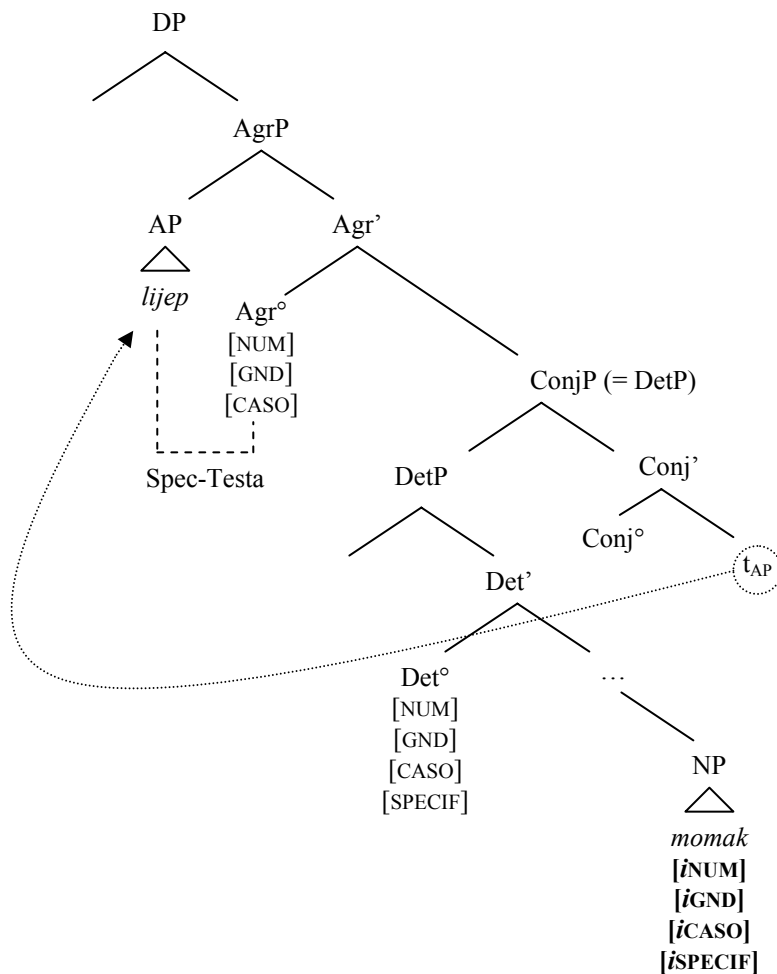 DP
AgrP
AP
Agr’
lijep
Agr°
[NUM]
[GND]
[CASO]
ConjP (= DetP)
Spec-Testa
DetP
Conj’
Conj°
t_AP
Det’
Det°
…
[NUM]
[GND]
[CASO]
[SPECIF]
NP
momak
[iNUM]
[iGND]
[iCASO]
[iSPECIF]